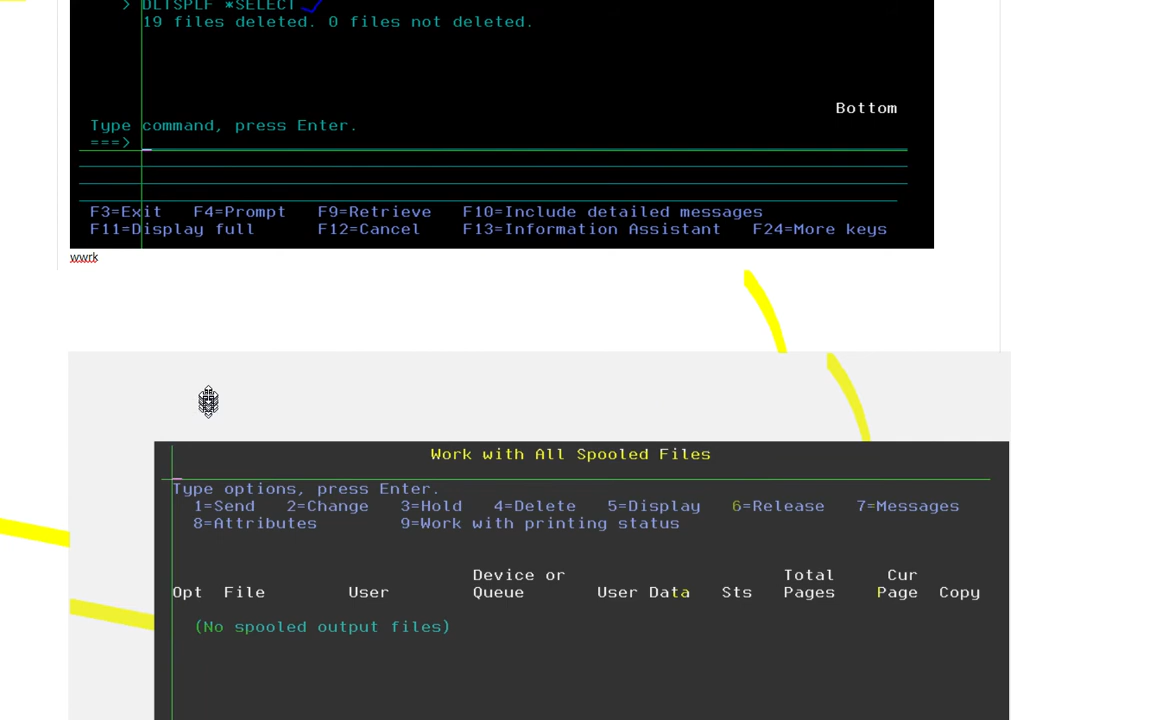 > DLTSPLF *SELECT
19 files deleted. 0 files not deleted.
Bottom
Type command, press Enter.
===>
F3=Exit F4=Prompt F9=Retrieve F10=Include detailed messages
F11=Display full F12=Cancel F13=Information Assistant F24=More keys
wwrk
Work with All Spooled Files
Type options, press Enter.
1=Send 2=Change 3=Hold 4=Delete 5=Display 6=Release 7=Messages
8=Attributes 9=Work with printing status
Device or Total Cur
Opt File User Queue User Data Sts Pages Page Copy
(No spooled output files)